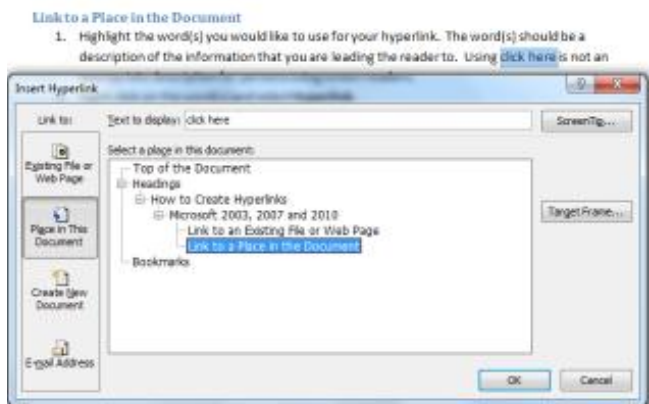 Link to a Place in the Document
1. Highlight the word(s) you would like to use for your hyperlink. The word(s) should be a
description of the information that you are leading the reader to. Using click here is not an
Insert Hyperlink
Link to:
Text to display: click here
ScreenTip...
Existing File or
Web Page
Place in This
Document
Create New
Document
E-mail Address
Select a place in this document:
Top of the Document
Headings
How to Create Hyperlinks
Microsoft 2003, 2007 and 2010
Link to an Existing File or Web Page
Link to a Place in the Document
Bookmarks
Target Frame...
OK
Cancel